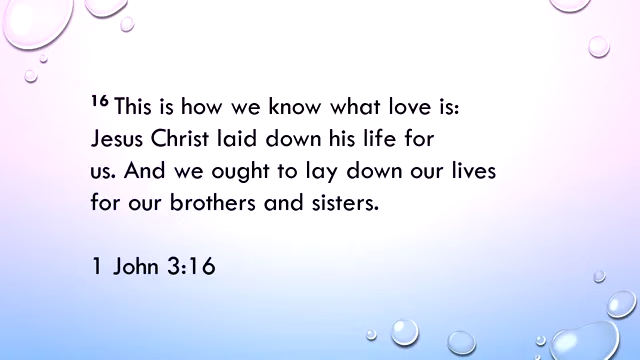 16 This is how we know what love is:
Jesus Christ laid down his life for
us. And we ought to lay down our lives
for our brothers and sisters.
1 John 3:16